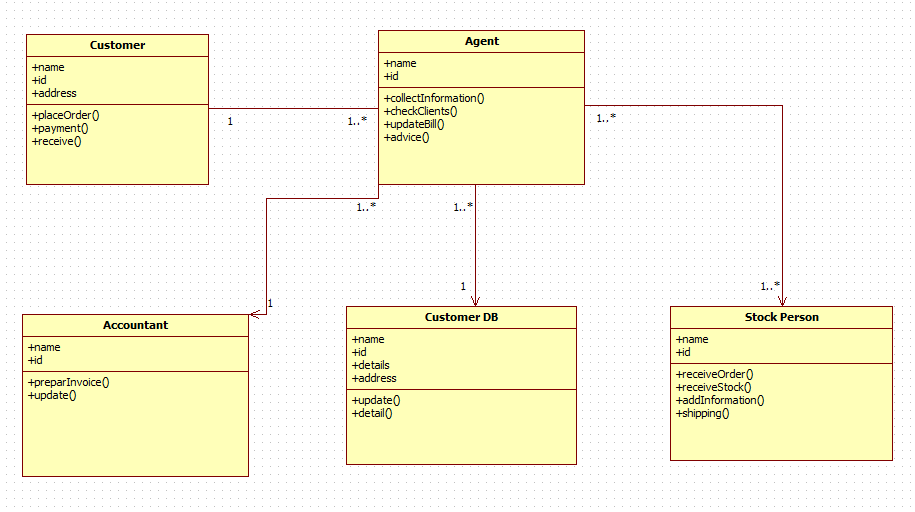 Customer
+name
+id
+address
+placeOrder()
+payment()
+receive()
1
1..*
Agent
+name
+id
+collectInformation()
+checkClients()
+updateBill()
+advice()
1..*
1..*
1..*
1
1
1..*
Accountant
+name
+id
+preparInvoice()
+update()
Customer DB
+name
+id
+details
+address
+update()
+detail()
Stock Person
+name
+id
+receiveOrder()
+receiveStock()
+addInformation()
+shipping()